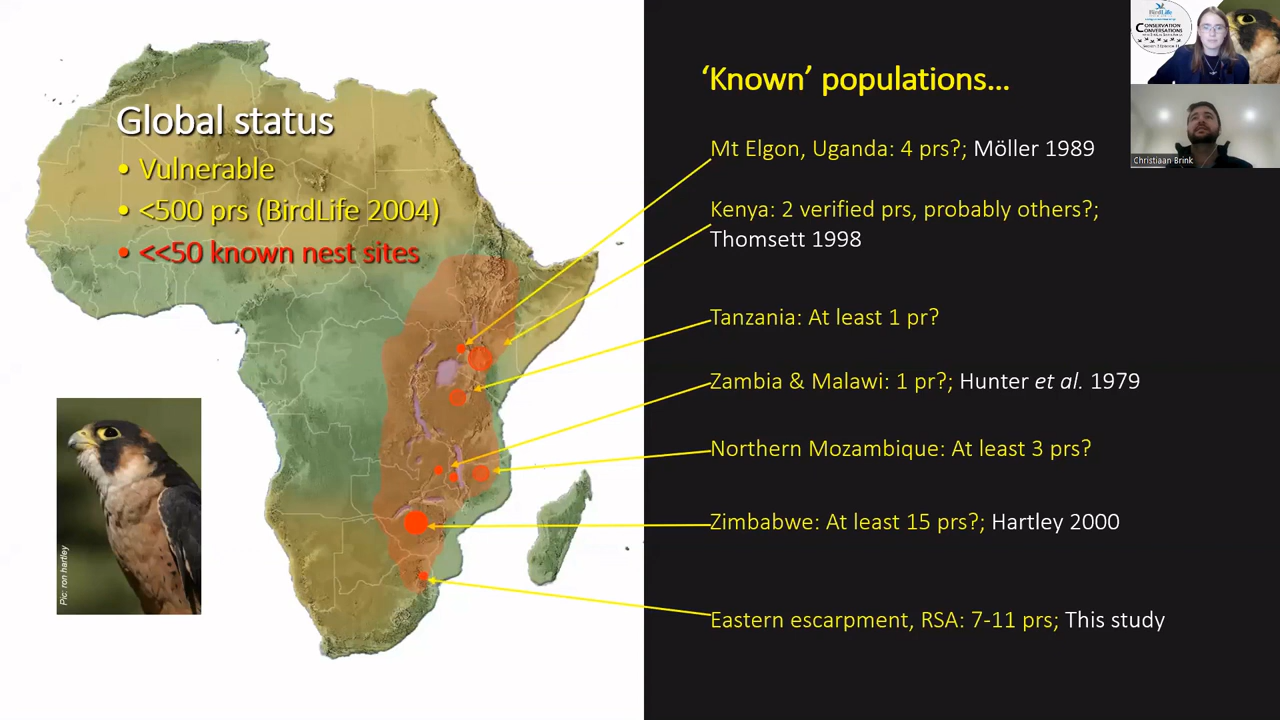 Global status
• Vulnerable
• <500 prs (BirdLife 2004)
• <<50 known nest sites
Pic: ron hartley
‘Known’ populations…
Mt Elgon, Uganda: 4 prs?; Möller 1989
Kenya: 2 verified prs, probably others?;
Thomsett 1998
Tanzania: At least 1 pr?
Zambia & Malawi: 1 pr?; Hunter et al. 1979
Northern Mozambique: At least 3 prs?
Zimbabwe: At least 15 prs?; Hartley 2000
Eastern escarpment, RSA: 7-11 prs; This study
BirdLife
CONSERVATION
CONVERSATIONS
Christiaan Brink